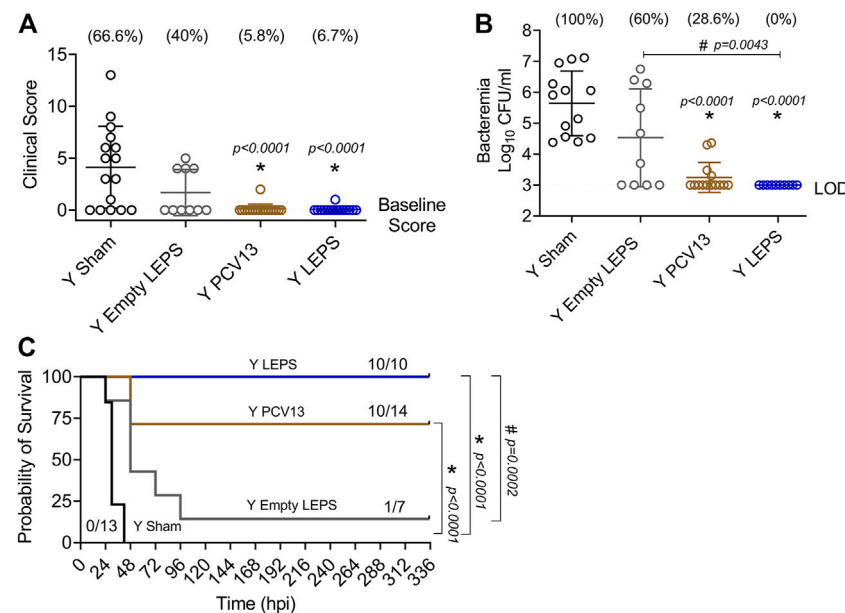 A
(66.6%) (40%) (5.8%) (6.7%)
Clinical Score
15
10
5
0
p<0.0001 p<0.0001
* *
Baseline
Score
Y Sham
Y Empty LEPS
Y PCV13
Y LEPS
B
(100%) (60%) (28.6%) (0%)
# p=0.0043
Bacteremia
Log10 CFU/ml
8
7
6
5
4
3
2
p<0.0001 p<0.0001
* *
LOD
Y Sham
Y Empty LEPS
Y PCV13
Y LEPS
C
Probability of Survival
100
75
50
25
0
Y LEPS 10/10
Y PCV13 10/14
Y Empty LEPS 1/7
0/13 Y Sham
* p<0.0001
* p<0.0001
# p=0.0002
0 24 48 72 96 120 144 168 192 216 240 264 288 312 336
Time (hpi)